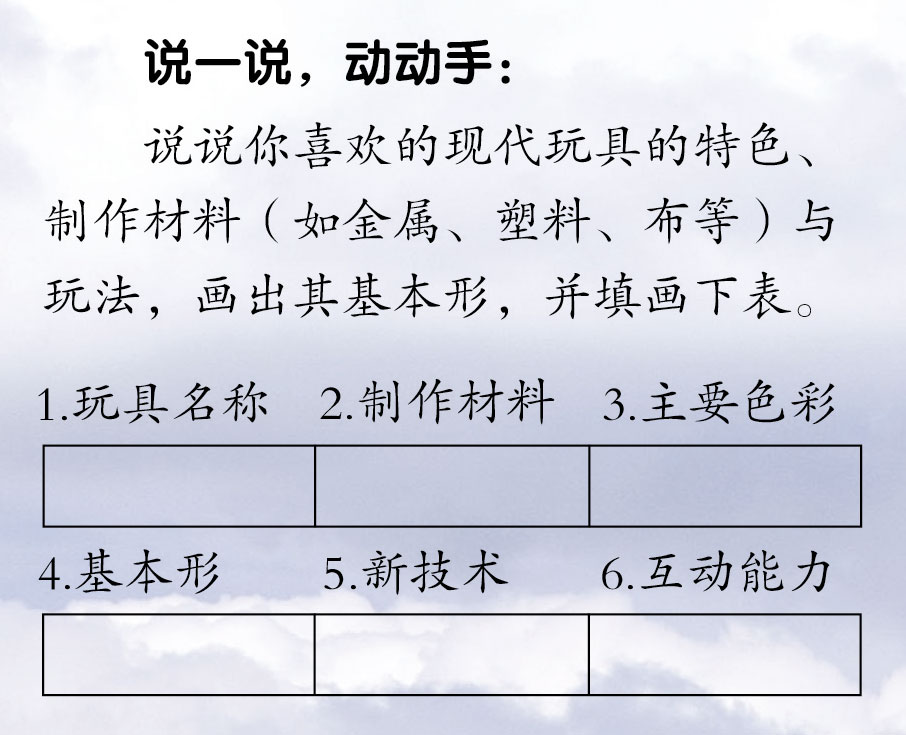 说一说，动动手：
说说你喜欢的现代玩具的特色、
制作材料（如金属、塑料、布等）与
玩法，画出其基本形，并填画下表。
1.玩具名称 2.制作材料 3.主要色彩
4.基本形 5.新技术 6.互动能力